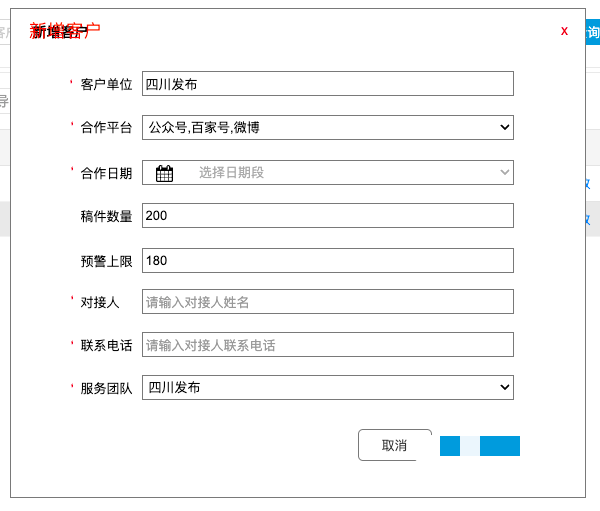 新增客户
X
客户单位 四川发布
合作平台 公众号,百家号,微博
合作日期 选择日期段
稿件数量 200
预警上限 180
对接人 请输入对接人姓名
联系电话 请输入对接人联系电话
服务团队 四川发布
取消